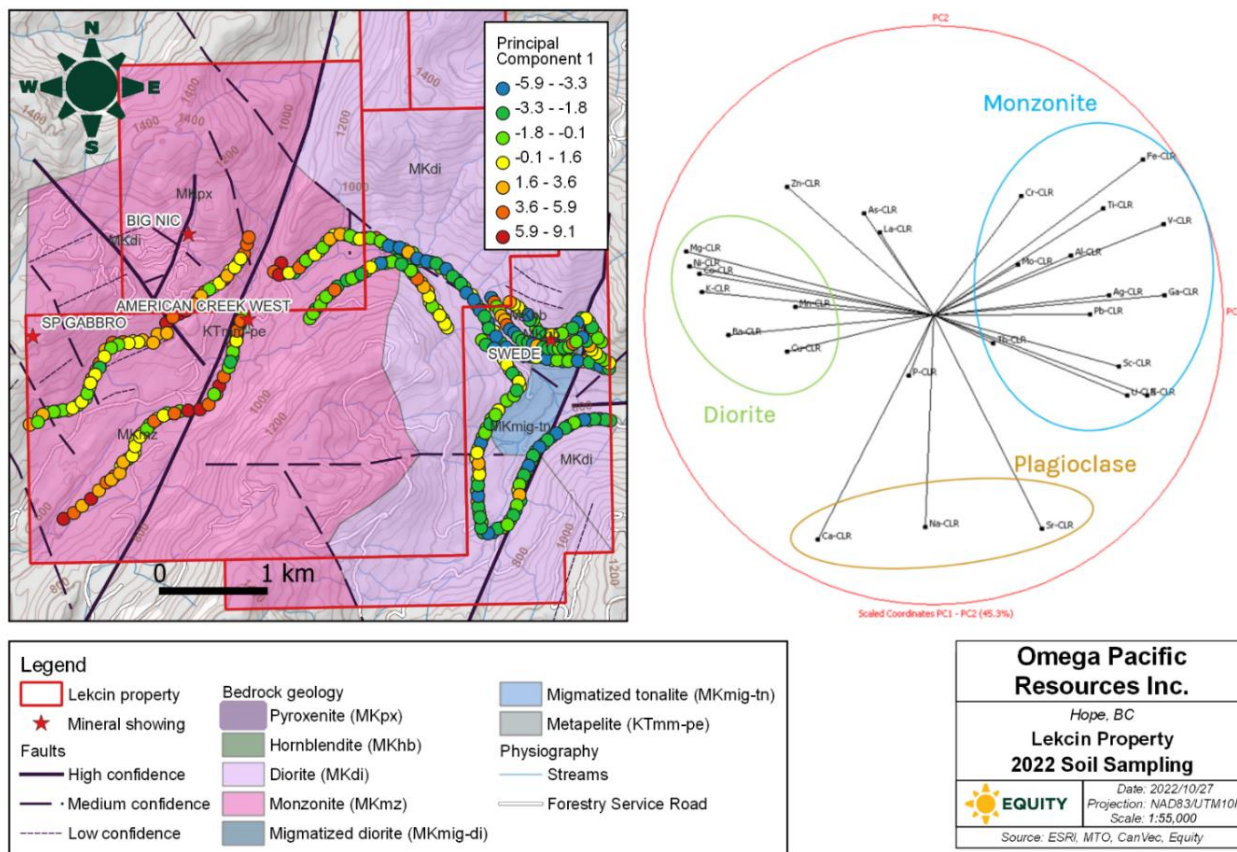 N
W
E
S
Principal
Component 1
-5.9 - -3.3
-3.3 - -1.8
-1.8 - -0.1
-0.1 - 1.6
1.6 - 3.6
3.6 - 5.9
5.9 - 9.1
1400
1400
1400
1200
1000
1200
1400
1000
MKdi
MKpx
BIG NIC
MKdi
AMERICAN CREEK WEST
SP GABBRO
KTmm-pe
SWEDE
1000
1200
MKmz
MKmig-tn
MKdi
800
800
1000
1200
800
0 1 km
PC2
Monzonite
Fe-CLR
Zn-CLR
Cr-CLR
As-CLR
Ti-CLR
La-CLR
V-CLR
Mg-CLR
Al-CLR
Ni-CLR
Mo-CLR
Co-CLR
K-CLR
Ag-CLR
Ga-CLR
Mn-CLR
Pb-CLR
Ba-CLR
Th-CLR
Cu-CLR
P-CLR
Sc-CLR
Diorite
Plagioclase
Ca-CLR
Na-CLR
Sr-CLR
Scaled Coordinates PC1 - PC2 (45.3%)
Legend
Lekcin property
Mineral showing
Faults
High confidence
Medium confidence
Low confidence
Bedrock geology
Pyroxenite (MKpx)
Hornblendite (MKhb)
Diorite (MKdi)
Monzonite (MKmz)
Migmatized diorite (MKmig-di)
Migmatized tonalite (MKmig-tn)
Metapelite (KTmm-pe)
Physiography
Streams
Forestry Service Road
Omega Pacific
Resources Inc.
Hope, BC
Lekcin Property
2022 Soil Sampling
EQUITY
Date: 2022/10/27
Projection: NAD83/UTM10
Scale: 1:55,000
Source: ESRI, MTO, CanVec, Equity